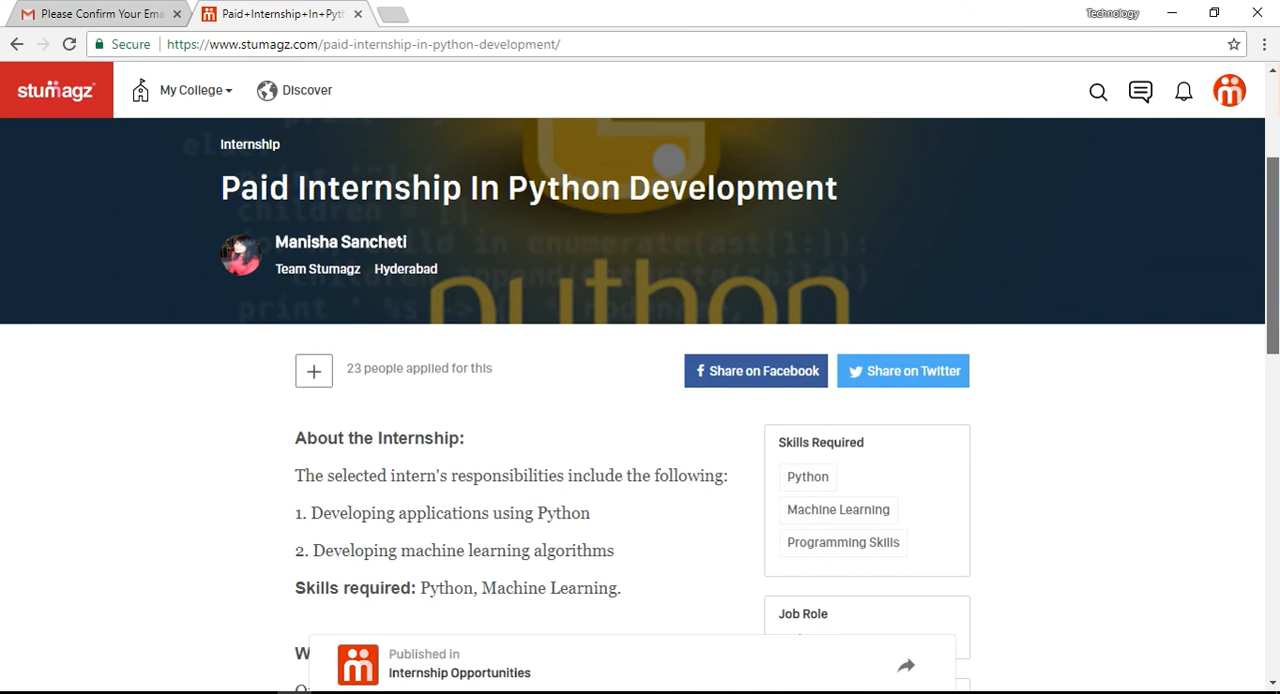 Please Confirm Your Ema
Paid+Internship+In+Pyth
Technology
Secure
https://www.stumagz.com/paid-internship-in-python-development/
stumagz
My College
Discover
Internship
Paid Internship In Python Development
Manisha Sancheti
Team Stumagz Hyderabad
python
23 people applied for this
Share on Facebook
Share on Twitter
About the Internship:
The selected intern's responsibilities include the following:
1. Developing applications using Python
2. Developing machine learning algorithms
Skills required: Python, Machine Learning.
Skills Required
Python
Machine Learning
Programming Skills
Job Role
W
Published in
Internship Opportunities